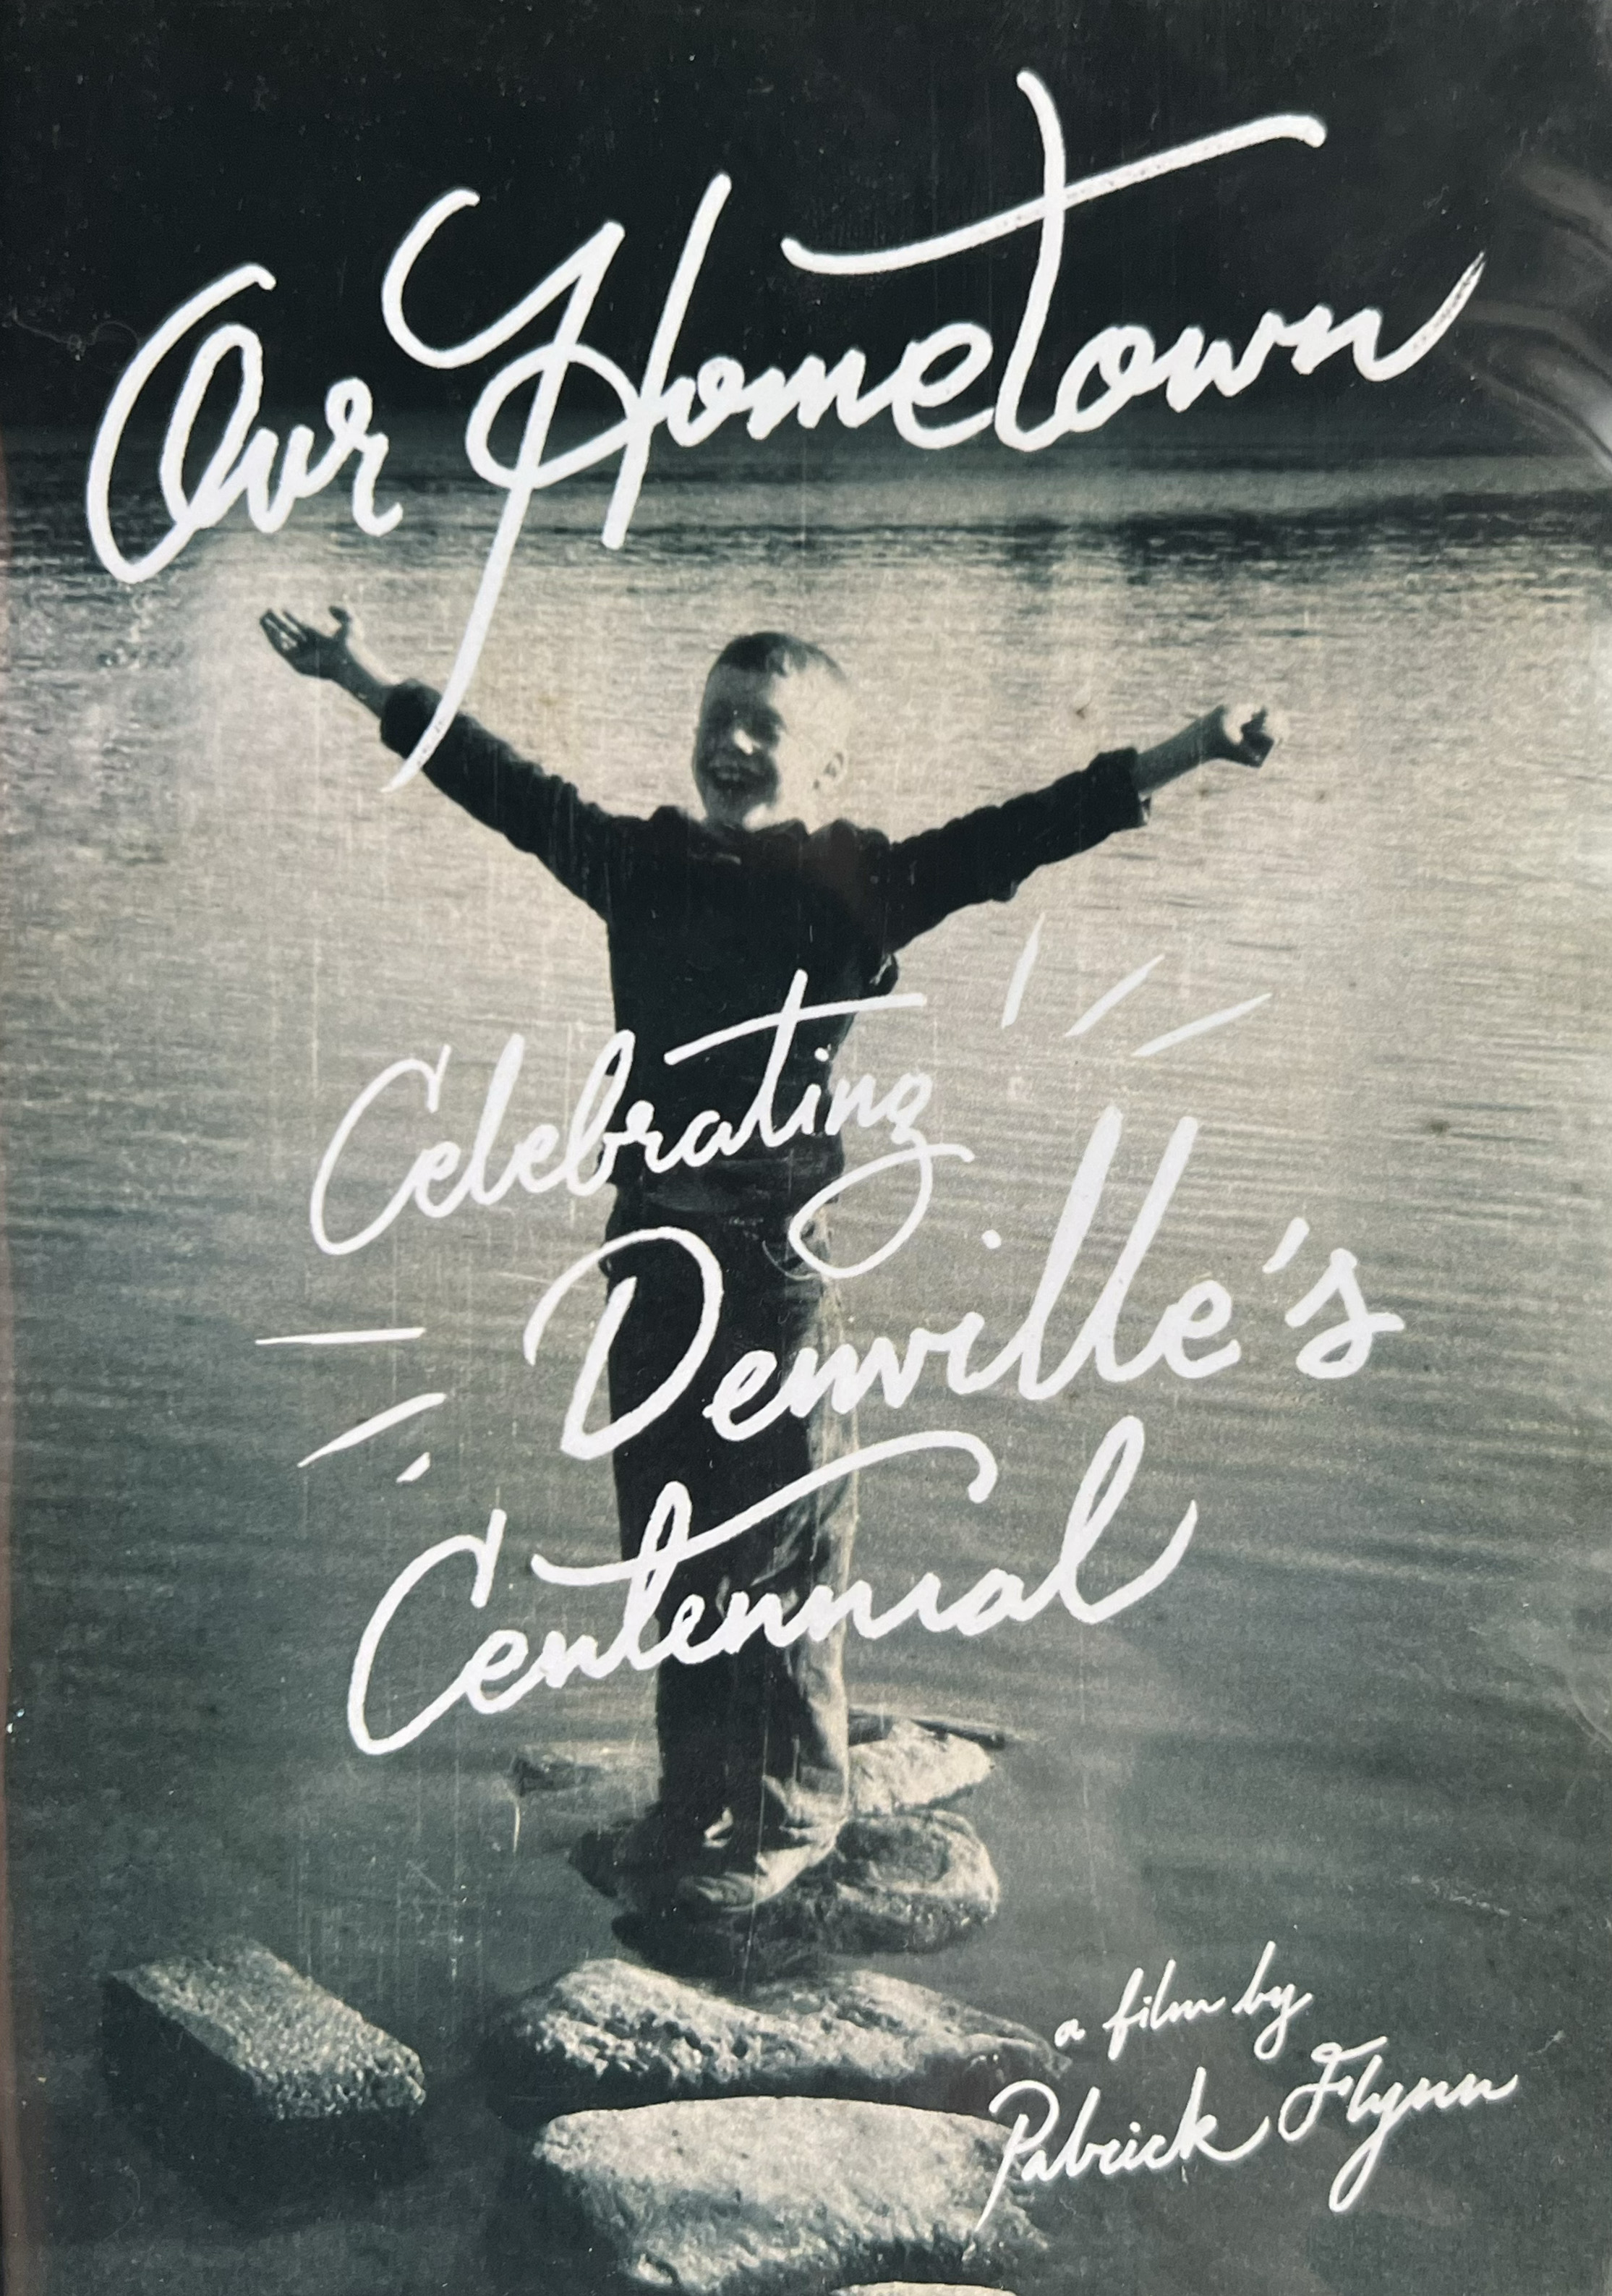 Our Hometown
Celebrating
Denville's
Centennial
a film by
Patrick Flynn